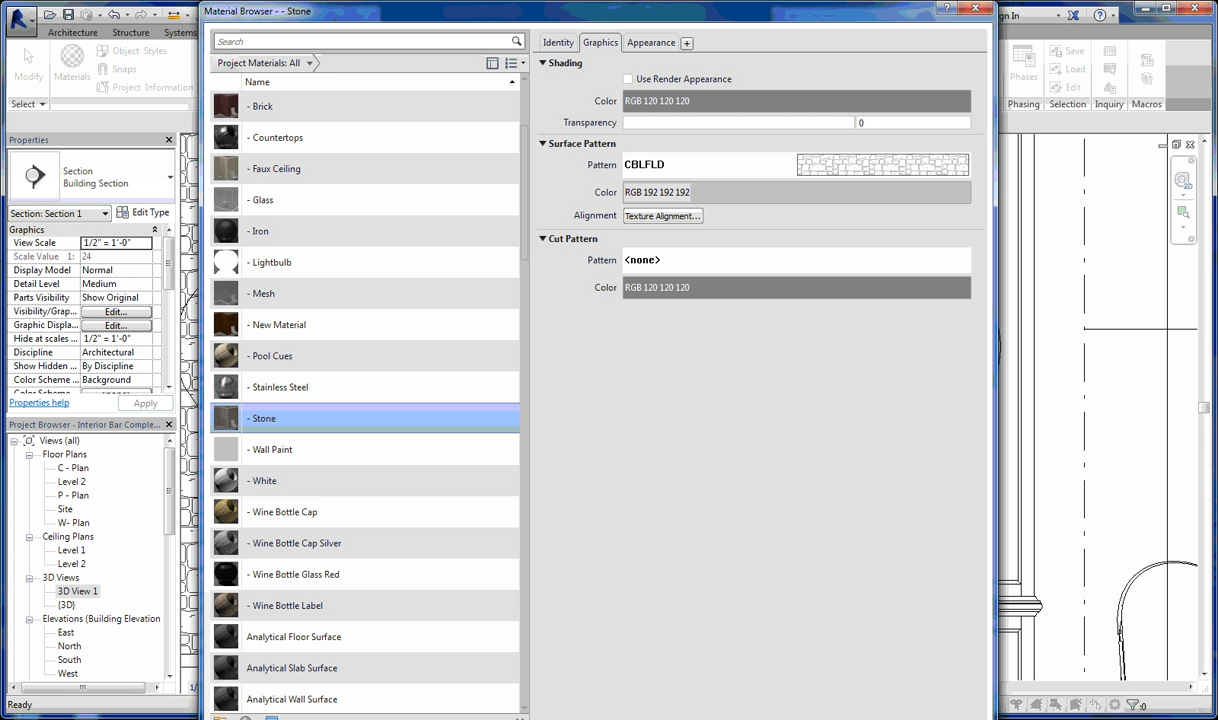 Material Browser - - Stone
Sign In
Architecture
Structure
Systems
Modify
Materials
Object Styles
Snaps
Project Information
Select
Phases
Save
Load
Edit
Phasing
Selection
Inquiry
Macros
Properties
Section
Building Section
Section: Section 1
Edit Type
Graphics
View Scale
1/2" = 1'-0"
Scale Value 1:
24
Display Model
Normal
Detail Level
Medium
Parts Visibility
Show Original
Visibility/Grap...
Edit...
Graphic Displa...
Edit...
Hide at scales ...
1/2" = 1'-0"
Discipline
Architectural
Show Hidden ...
By Discipline
Color Scheme ...
Background
Properties help
Apply
Project Browser - Interior Bar Comple...
Views (all)
Floor Plans
C - Plan
Level 2
P - Plan
Site
W- Plan
Ceiling Plans
Level 1
Level 2
3D Views
3D View 1
{3D}
Elevations (Building Elevation
East
North
South
West
Ready
Search
Project Materials: All
Name
- Brick
- Countertops
- Faux Ceiling
- Glass
- Iron
- Lightbulb
- Mesh
- New Material
- Pool Cues
- Stainless Steel
- Stone
- Wall Paint
- White
- Wine Bottle Cap
- Wine Bottle Cap Silver
- Wine Bottle Glass Red
- Wine Bottle Label
Analytical Floor Surface
Analytical Slab Surface
Analytical Wall Surface
Identity
Graphics
Appearance
Shading
Use Render Appearance
Color
RGB 120 120 120
Transparency
0
Surface Pattern
Pattern
CBLFLD
Color
RGB 192 192 192
Alignment
Texture Alignment...
Cut Pattern
Pattern
<none>
Color
RGB 120 120 120
:0